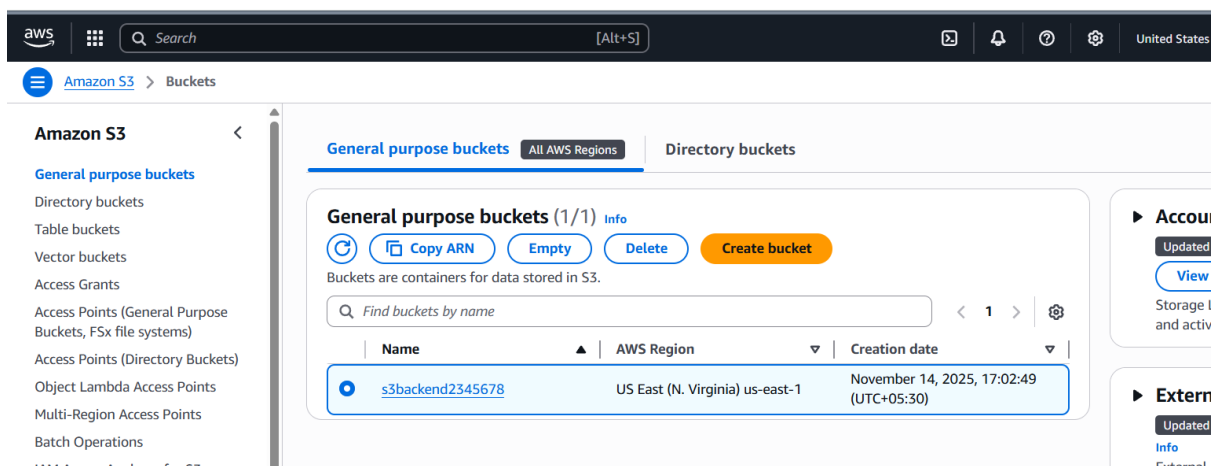 aws
Search [Alt+S] United States
Amazon S3 > Buckets
Amazon S3
General purpose buckets
Directory buckets
Table buckets
Vector buckets
Access Grants
Access Points (General Purpose
Buckets, FSx file systems)
Access Points (Directory Buckets)
Object Lambda Access Points
Multi-Region Access Points
Batch Operations
General purpose buckets All AWS Regions Directory buckets
General purpose buckets (1/1) Info
Copy ARN Empty Delete Create bucket
Buckets are containers for data stored in S3.
Find buckets by name
1
Name AWS Region Creation date
s3backend2345678 US East (N. Virginia) us-east-1 November 14, 2025, 17:02:49
(UTC+05:30)
Accou
Updated
View
Storage L
and activ
Extern
Updated
Info